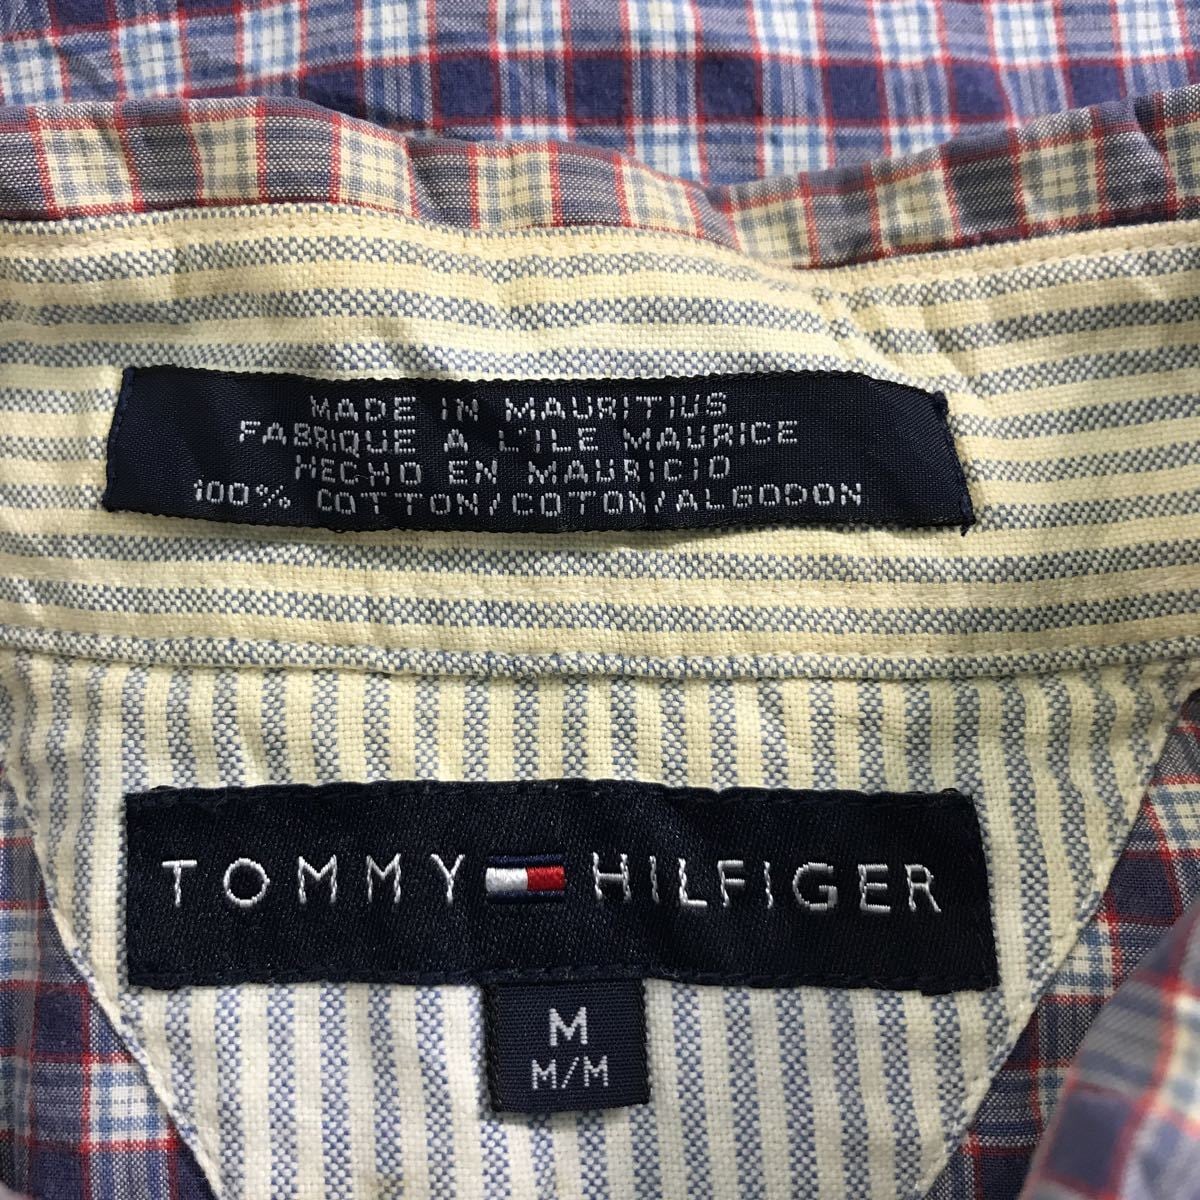 MADE IN MAURITIUS
FABRIQUE A L'ILE MAURICE
HECHO EN MAURICIO
100% COTTON/COTON/ALGODON
TOMMY HILFIGER
M
M/M